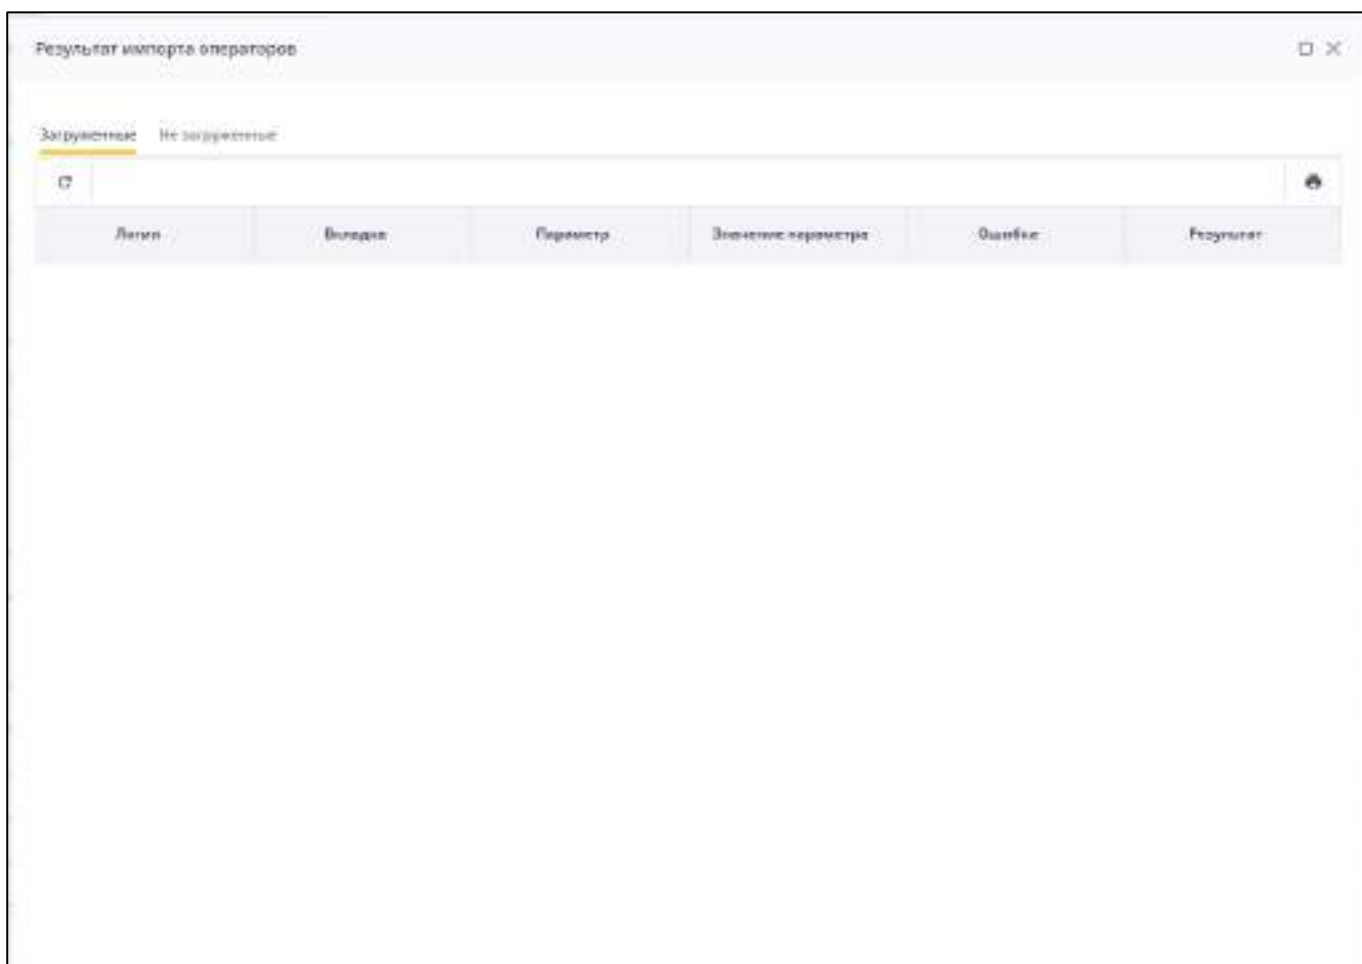 Результат импорта операторов
Загруженные Не загруженные
Логин Вкладка Параметр Значение параметра Ошибка Результат